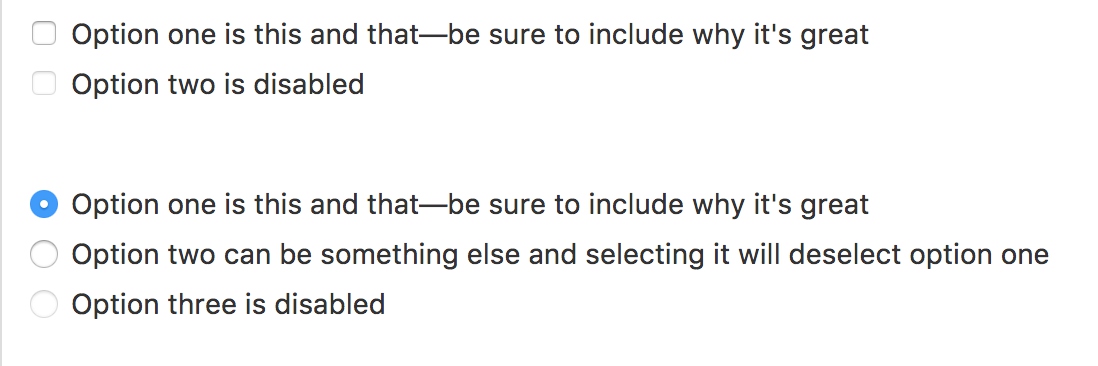 Option one is this and that—be sure to include why it's great
Option two is disabled
Option one is this and that—be sure to include why it's great
Option two can be something else and selecting it will deselect option one
Option three is disabled